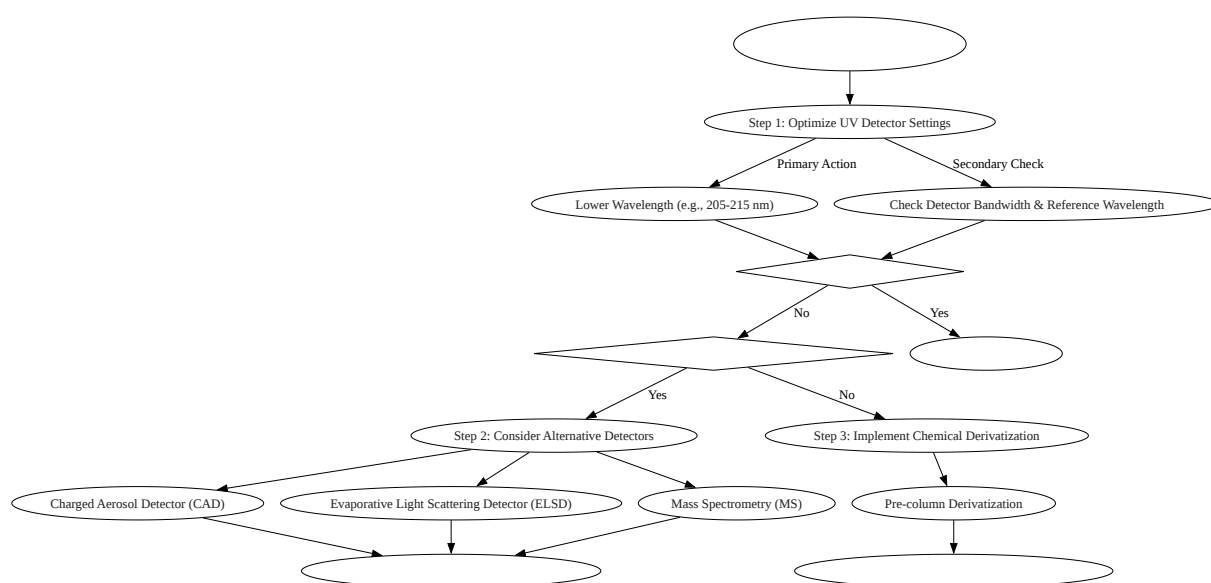 Step 1: Optimize UV Detector Settings
Primary Action
Secondary Check
Lower Wavelength (e.g., 205-215 nm)
Check Detector Bandwidth & Reference Wavelength
No
Yes
Yes
No
Step 2: Consider Alternative Detectors
Step 3: Implement Chemical Derivatization
Charged Aerosol Detector (CAD)
Evaporative Light Scattering Detector (ELSD)
Mass Spectrometry (MS)
Pre-column Derivatization